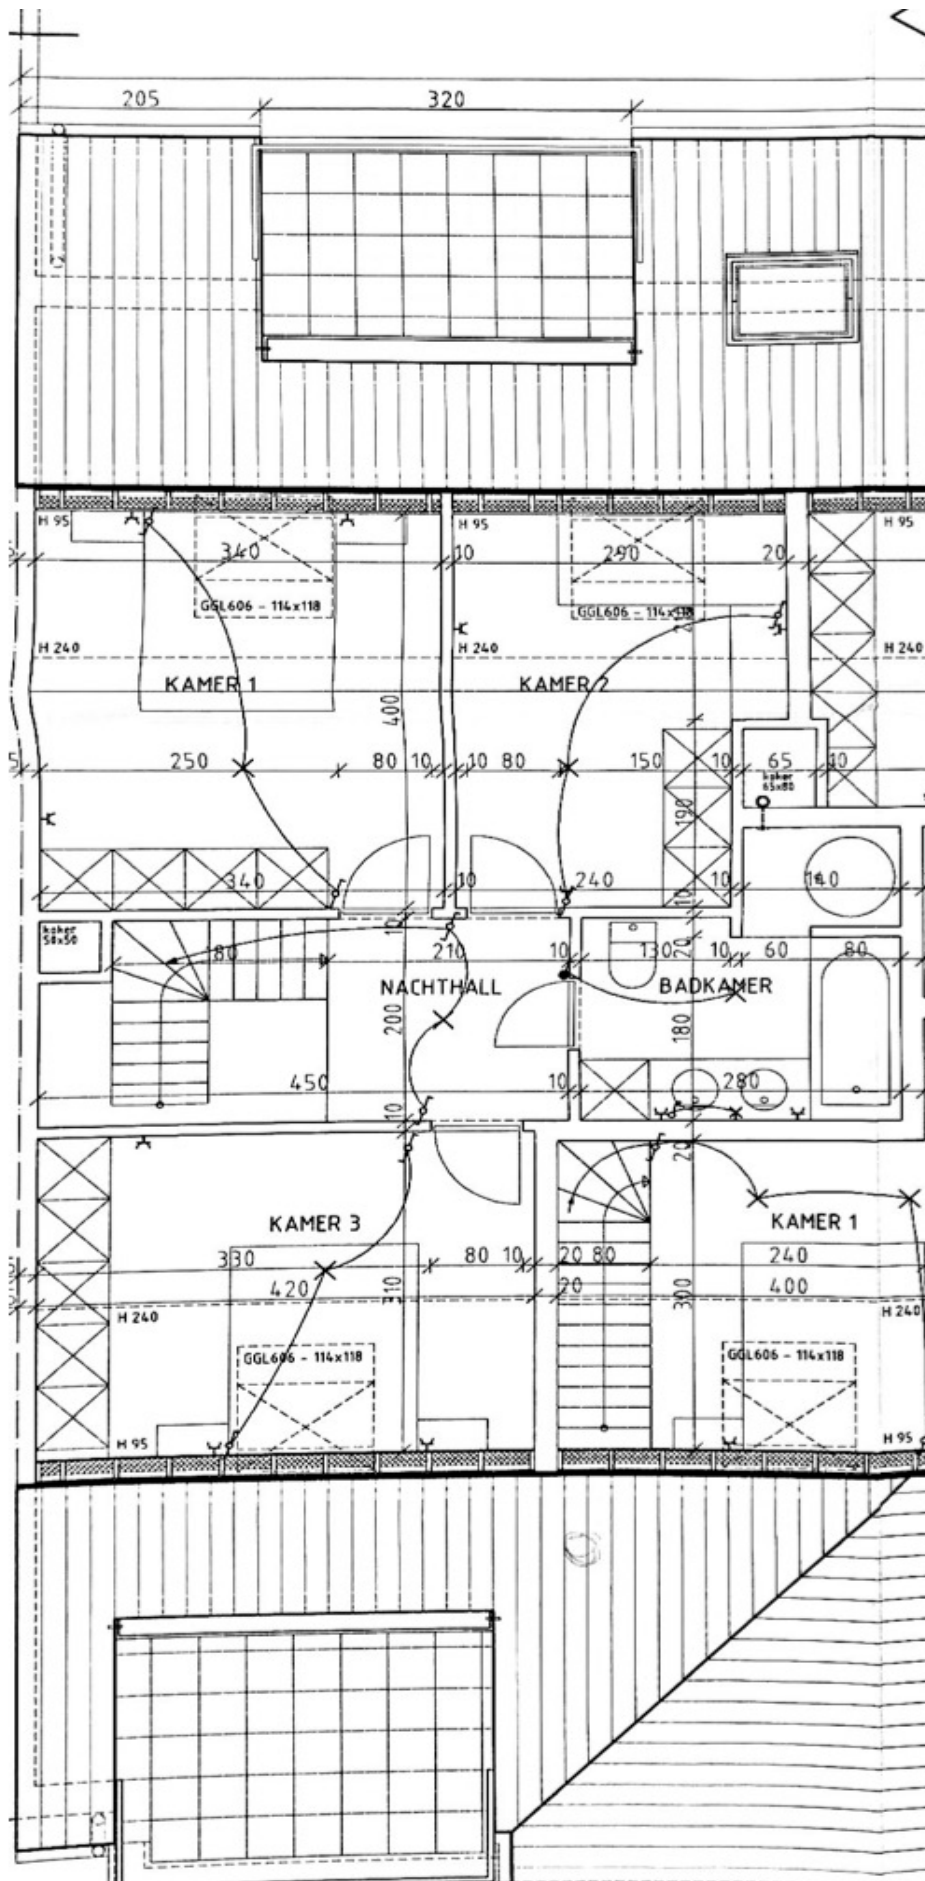 205 320
H 95 H 95 H 95
340 10 290 20
GGL606 - 114x118 GGL606 - 114x118
H 240 H 240 H 240
KAMER 1 KAMER 2
400
250 80 10 10 80 150 10 65 10
koker
65x80
190
340 10 240 10 140
10 10
koker
50x50
180 210 10 130 20 10 60 80
NACHTHALL BADKAMER
200 180
450 10 280
10 20
KAMER 3 KAMER 1
330 80 10 20 80 240
420 310 20 300 400
H 240 H 240
GGL606 - 114x118 GGL606 - 114x118
H 95 H 95